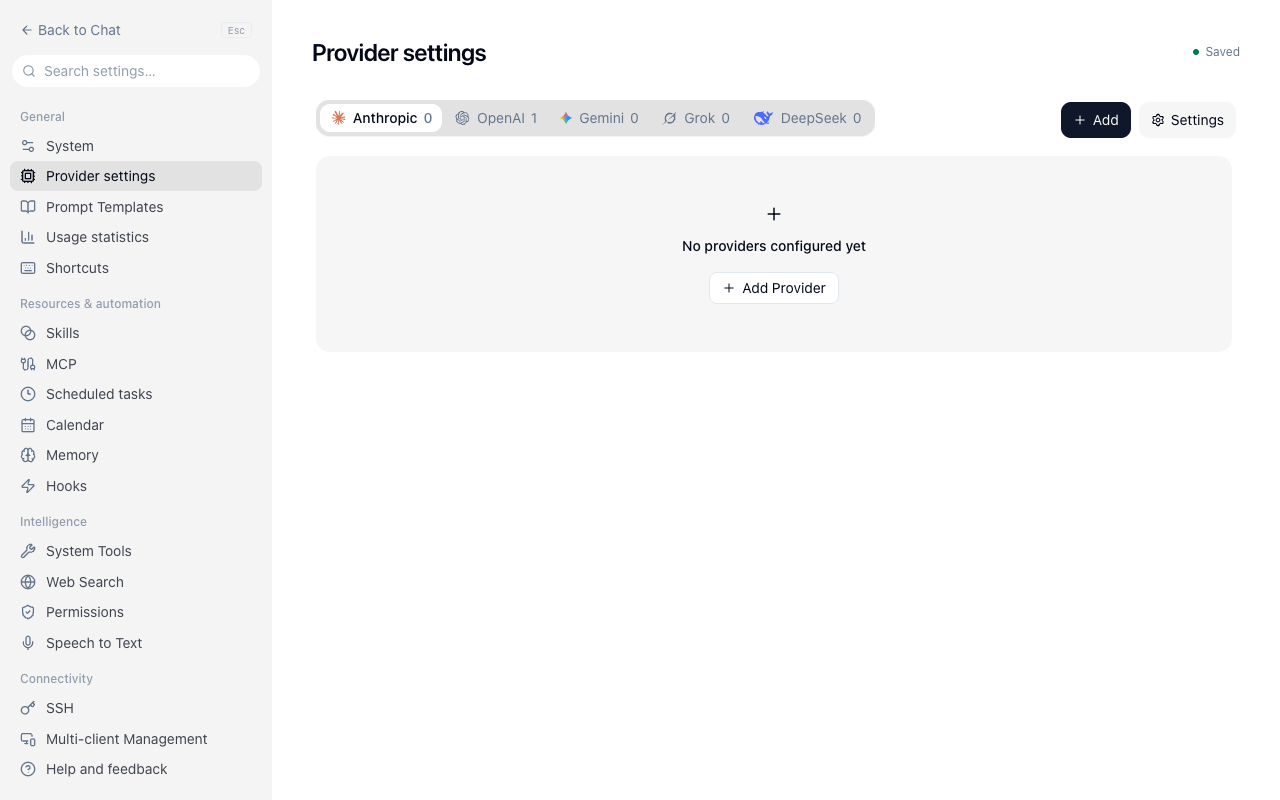 Back to Chat
Esc
Search settings...
General
System
Provider settings
Prompt Templates
Usage statistics
Shortcuts
Resources & automation
Skills
MCP
Scheduled tasks
Calendar
Memory
Hooks
Intelligence
System Tools
Web Search
Permissions
Speech to Text
Connectivity
SSH
Multi-client Management
Help and feedback
Provider settings
Saved
Anthropic 0
OpenAI 1
Gemini 0
Grok 0
DeepSeek 0
Add
Settings
No providers configured yet
Add Provider